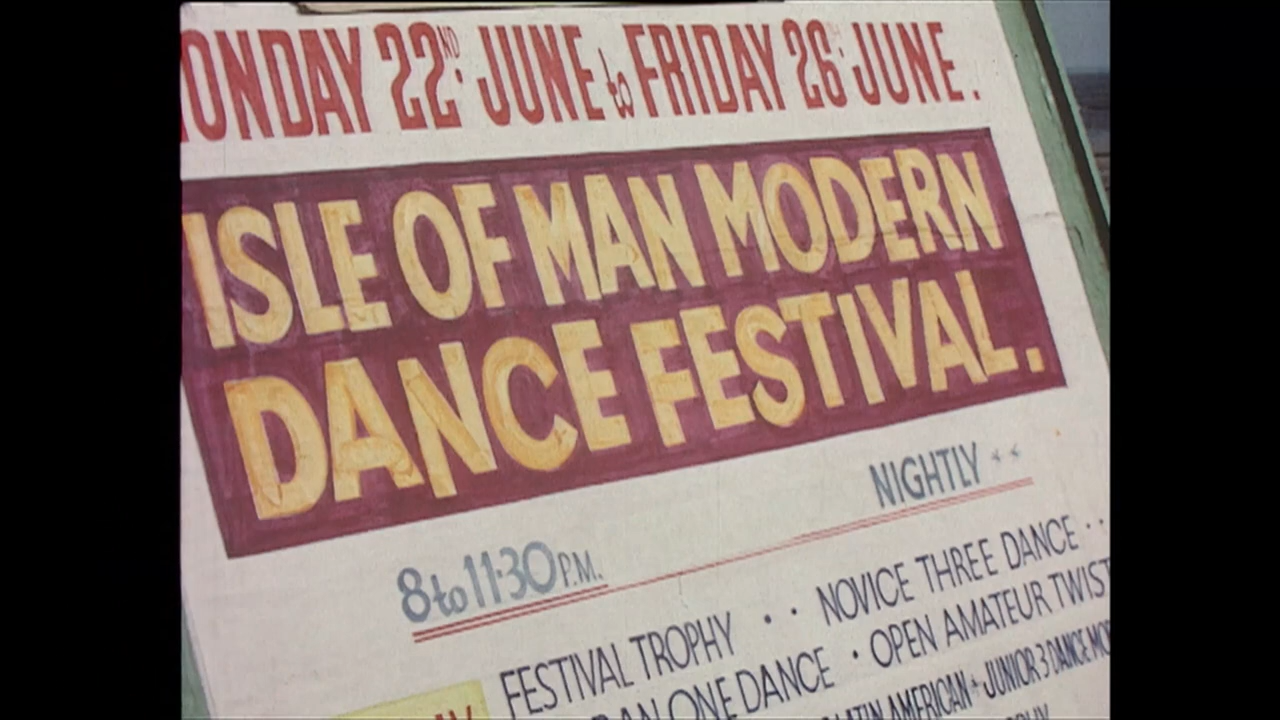 ONDAY 22ND JUNE to FRIDAY 26TH JUNE.
ISLE OF MAN MODERN
DANCE FESTIVAL.
8 to 11·30 P.M. NIGHTLY
FESTIVAL TROPHY · · NOVICE THREE DANCE · ·
ONE DANCE · OPEN AMATEUR TWIST
LATIN AMERICAN + JUNIOR 3 DANCE